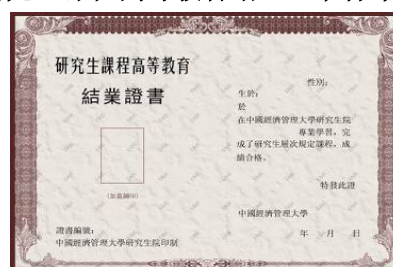 研究生課程高等教育
結業證書
(加蓋鋼印)
證書編號:
中國經濟管理大學研究生院印制
性別:
生於:
於
在中國經濟管理大學研究生院
專業學習,完
成了研究生層次規定課程,成
績合格。
特發此證
中國經濟管理大學
年 月 日